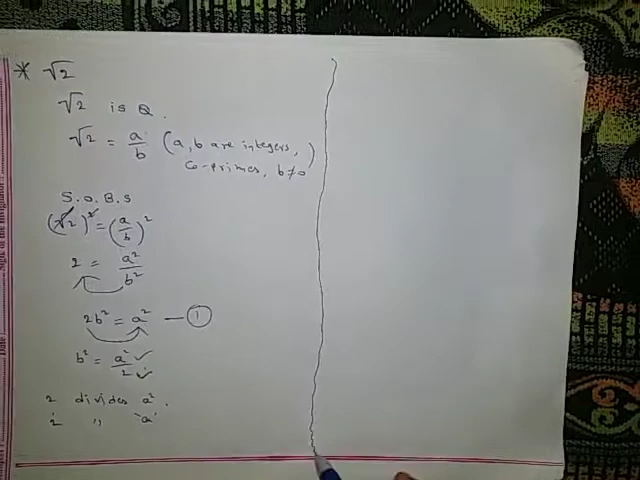 * √2
√2 is Q.
√2 = a/b (a, b are integers,
co-primes, b≠0)
S.O.B.S
(√2)² = (a/b)²
2 = a²/b²
2b² = a² — ①
b² = a²/2
2 divides a².
2 '' 'a'
Date